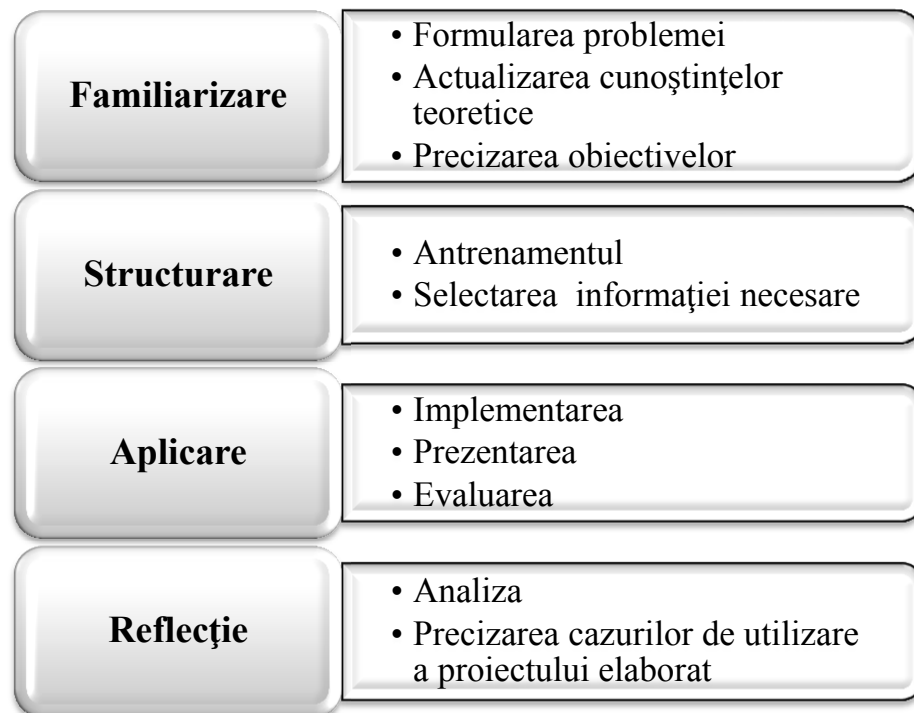 Familiarizare
• Formularea problemei
• Actualizarea cunoştinţelor
teoretice
• Precizarea obiectivelor
Structurare
• Antrenamentul
• Selectarea informaţiei necesare
Aplicare
• Implementarea
• Prezentarea
• Evaluarea
Reflecţie
• Analiza
• Precizarea cazurilor de utilizare
a proiectului elaborat